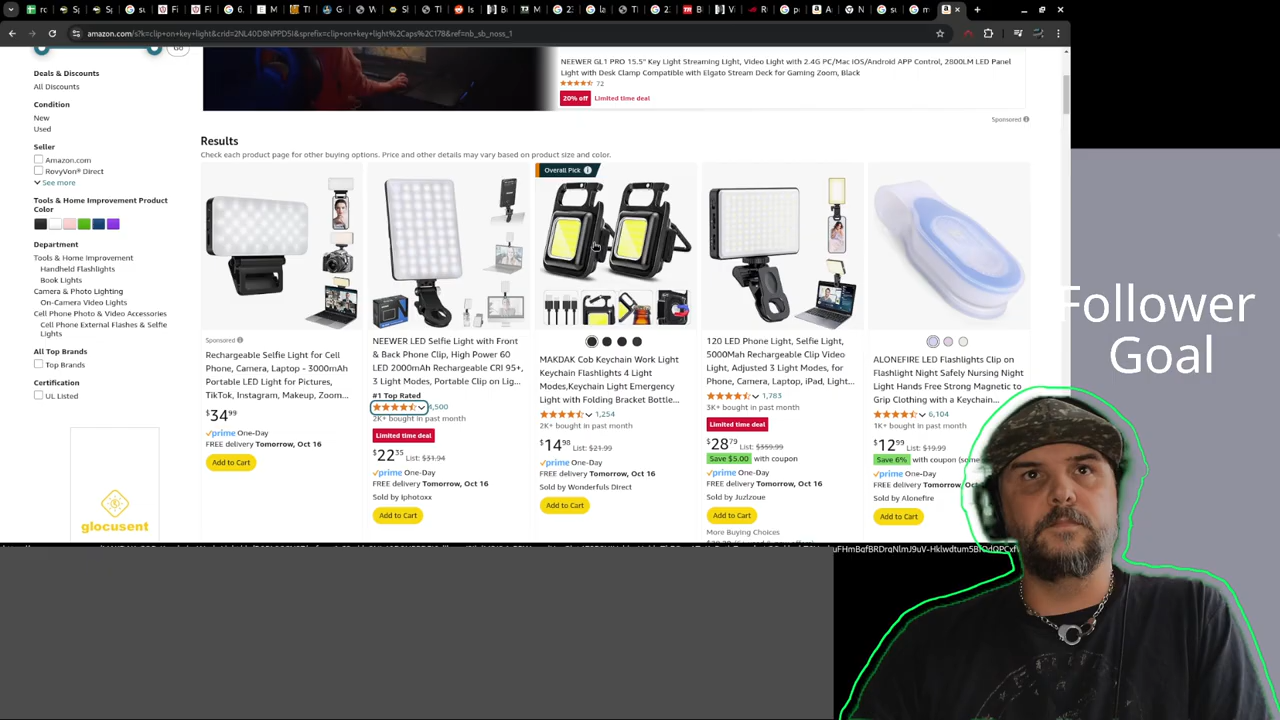 amazon.com/s?k=clip+on+key+light&crid=2NL40D8NPPD5I&sprefix=clip+on+key+light%2Caps%2C178&ref=nb_sb_noss_1
Go
Deals & Discounts
All Discounts
Condition
New
Used
Seller
Amazon.com
RovyVon® Direct
See more
Tools & Home Improvement Product
Color
Department
Tools & Home Improvement
Handheld Flashlights
Book Lights
Camera & Photo Lighting
On-Camera Video Lights
Cell Phone Photo & Video Accessories
Cell Phone External Flashes & Selfie
Lights
All Top Brands
Top Brands
Certification
UL Listed
glocusent
NEEWER GL1 PRO 15.5" Key Light Streaming Light, Video Light with 2.4G PC/Mac iOS/Android APP Control, 2800LM LED Panel
Light with Desk Clamp Compatible with Elgato Stream Deck for Gaming Zoom, Black
72
20% off Limited time deal
Sponsored
Results
Check each product page for other buying options. Price and other details may vary based on product size and color.
Sponsored
Rechargeable Selfie Light for Cell
Phone, Camera, Laptop - 3000mAh
Portable LED Light for Pictures,
TikTok, Instagram, Makeup, Zoom...
$34.99
prime One-Day
FREE delivery Tomorrow, Oct 16
Add to Cart
NEEWER LED Selfie Light with Front
& Back Phone Clip, High Power 60
LED 2000mAh Rechargeable CRI 95+,
3 Light Modes, Portable Clip on Lig...
#1 Top Rated
4,500
2K+ bought in past month
Limited time deal
$22.35 List: $31.94
prime One-Day
FREE delivery Tomorrow, Oct 16
Sold by Iphotoxx
Add to Cart
Overall Pick
MAKDAK Cob Keychain Work Light
Keychain Flashlights 4 Light
Modes,Keychain Light Emergency
Light with Folding Bracket Bottle...
1,254
2K+ bought in past month
$14.98 List: $21.99
prime One-Day
FREE delivery Tomorrow, Oct 16
Sold by Wonderfuls Direct
Add to Cart
120 LED Phone Light, Selfie Light,
5000Mah Rechargeable Clip Video
Light, Adjusted 3 Light Modes, for
Phone, Camera, Laptop, iPad, Light...
1,783
3K+ bought in past month
Limited time deal
$28.79 List: $359.99
Save $5.00 with coupon
prime One-Day
FREE delivery Tomorrow, Oct 16
Sold by Juzlzoue
Add to Cart
More Buying Choices
ALONEFIRE LED Flashlights Clip on
Flashlight Night Safely Nursing Night
Light Hands Free Strong Magnetic to
Grip Clothing with a Keychain...
6,104
1K+ bought in past month
$12.99 List: $19.99
Save 6% with coupon
prime One-Day
FREE delivery Tomorrow, Oct 16
Sold by Alonefire
Add to Cart
Follower
Goal